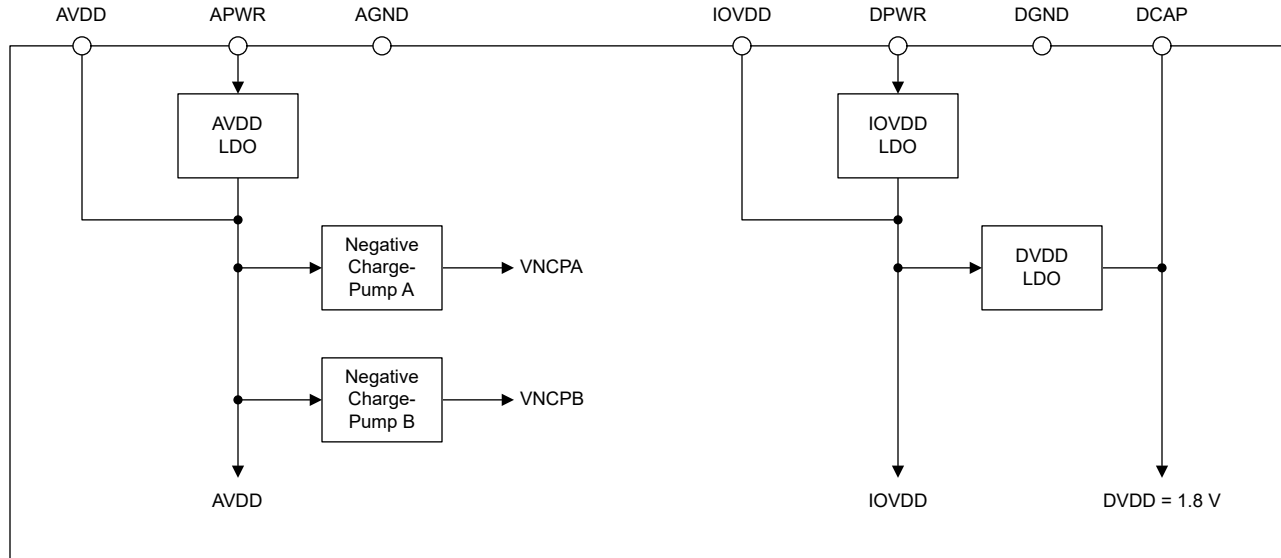 AVDD
APWR
AGND
IOVDD
DPWR
DGND
DCAP
AVDD
LDO
IOVDD
LDO
Negative
Charge-
Pump A
VNCPA
DVDD
LDO
Negative
Charge-
Pump B
VNCPB
AVDD
IOVDD
DVDD = 1.8 V